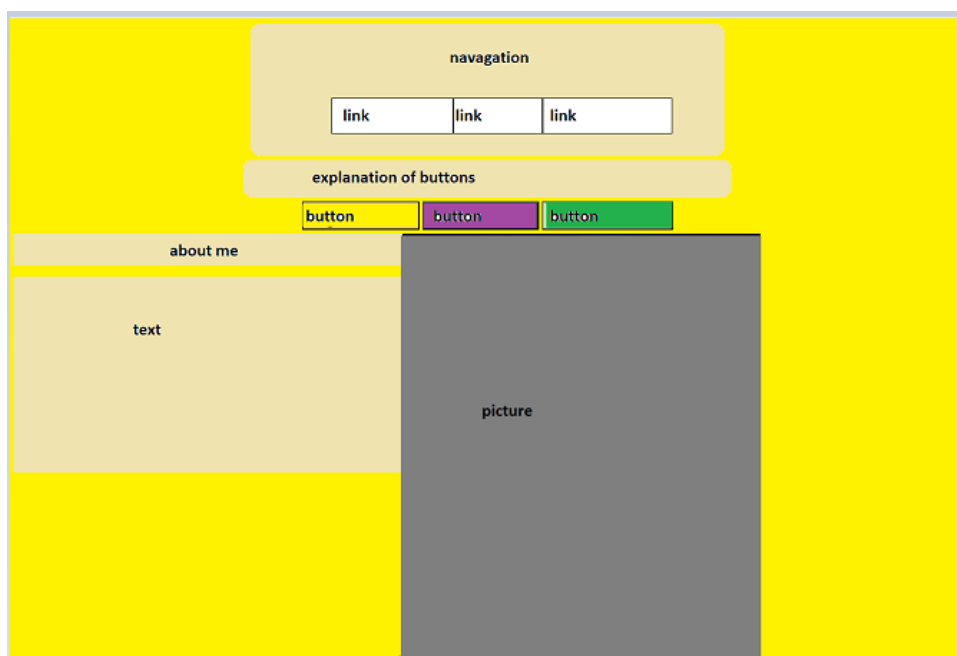 navagation
link link link
explanation of buttons
button button button
about me
text
picture